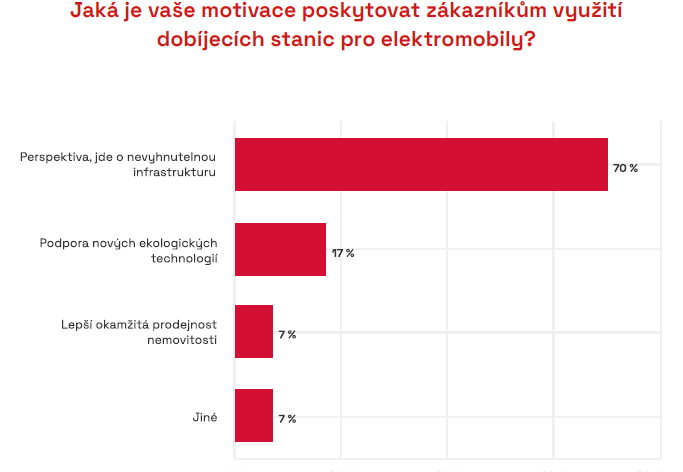 Jaká je vaše motivace poskytovat zákazníkům využití
dobíjecích stanic pro elektromobily?
Perspektiva, jde o nevyhnutelnou
infrastrukturu
70 %
Podpora nových ekologických
technologií
17 %
Lepší okamžitá prodejnost
nemovitosti
7 %
Jiné
7 %